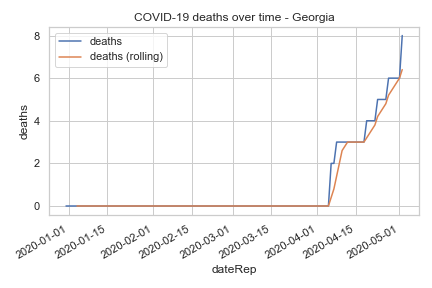 COVID-19 deaths over time - Georgia
deaths
deaths (rolling)
8
6
4
2
0
deaths
2020-01-01
2020-01-15
2020-02-01
2020-02-15
2020-03-01
2020-03-15
2020-04-01
2020-04-15
2020-05-01
dateRep